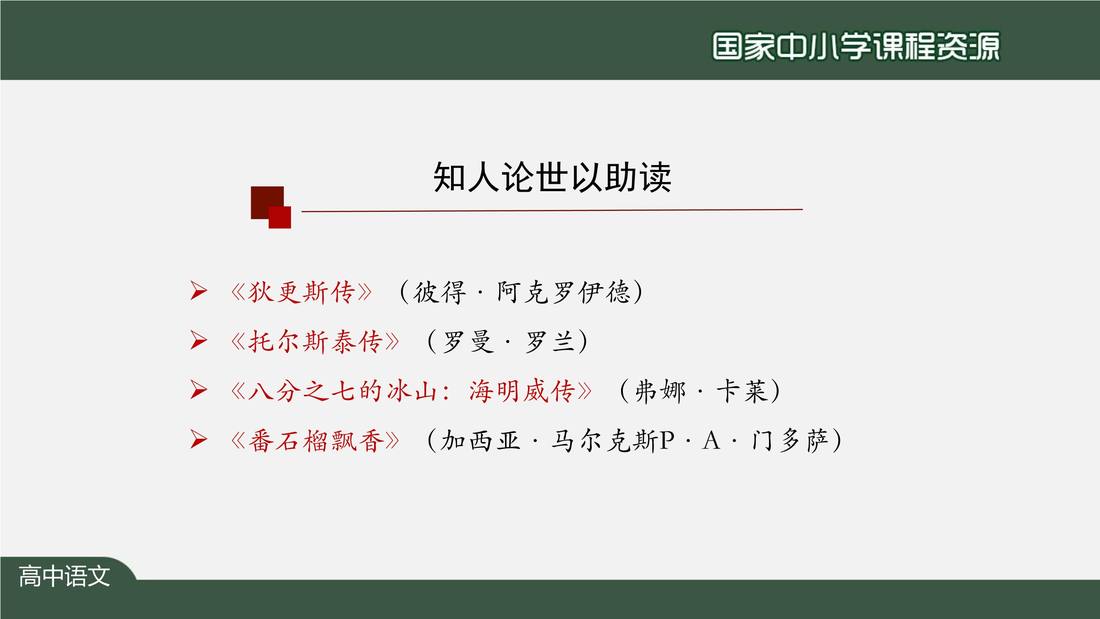 国家中小学课程资源
知人论世以助读
《狄更斯传》（彼得·阿克罗伊德）
《托尔斯泰传》（罗曼·罗兰）
《八分之七的冰山：海明威传》（弗娜·卡莱）
《番石榴飘香》（加西亚·马尔克斯P·A·门多萨）
高中语文